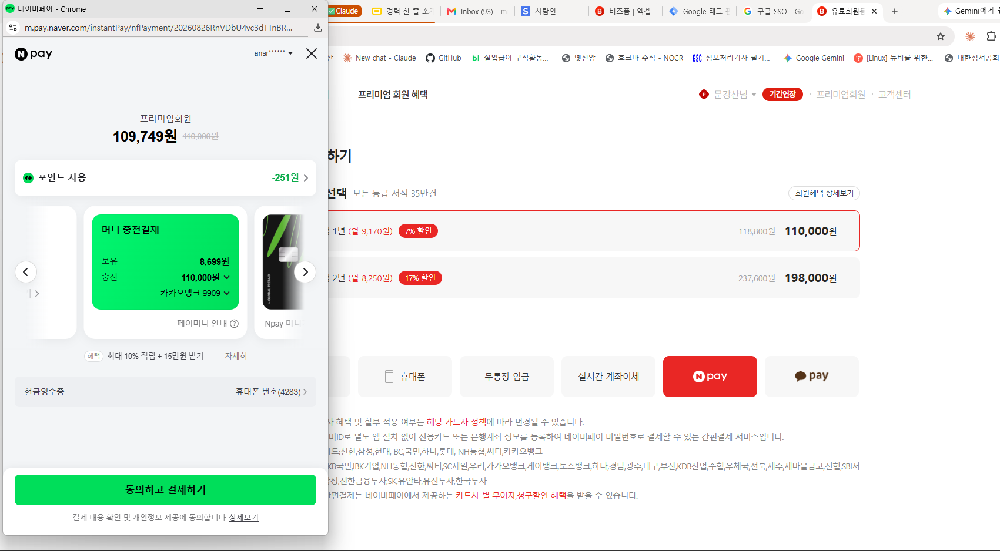 네이버페이 - Chrome
m.pay.naver.com/instantPay/nfPayment/20260826RnVDbU4vc3dTTnBR...
N pay
ansr******
프리미엄회원
109,749원 110,000원
포인트 사용 -251원
머니 충전결제
보유 8,699원
충전 110,000원
카카오뱅크 9909
페이머니 안내
A GLOBAL PREPAID
Npay 머니
혜택 최대 10% 적립 + 15만원 받기 자세히
현금영수증 휴대폰 번호(4283)
동의하고 결제하기
결제 내용 확인 및 개인정보 제공에 동의합니다 상세보기
Claude
경력 한 줄 소
Inbox (93) - m
사람인
비즈폼 | 엑셀
Google 태그
구글 SSO - Go
유료회원
Gemini에게
New chat - Claude
GitHub
실업급여 구직활동...
옛신앙
호크마 주석 - NOCR
정보처리기사 필기...
Google Gemini
[Linux] 뉴비를 위한...
대한성서공회
프리미엄 회원 혜택
문강산님 기간연장 · 프리미엄회원 · 고객센터
하기
선택 모든 등급 서식 35만건 회원혜택 상세보기
1년 (월 9,170원) 7% 할인 118,800원 110,000원
2년 (월 8,250원) 17% 할인 237,600원 198,000원
휴대폰
무통장 입금
실시간 계좌이체
N pay
pay
혜택 및 할부 적용 여부는 해당 카드사 정책에 따라 변경될 수 있습니다.
버ID로 별도 앱 설치 없이 신용카드 또는 은행계좌 정보를 등록하여 네이버페이 비밀번호로 결제할 수 있는 간편결제 서비스입니다.
드:신한,삼성,현대, BC,국민,하나,롯데, NH농협,씨티,카카오뱅크
KB국민,IBK기업,NH농협,신한,씨티,SC제일,우리,카카오뱅크,케이뱅크,토스뱅크,하나,경남,광주,대구,부산,KDB산업,수협,우체국,전북,제주,새마을금고,신협,SBI저
성,신한금융투자,SK,유안타,유진투자,한국투자
간편결제는 네이버페이에서 제공하는 카드사 별 무이자,청구할인 혜택을 받을 수 있습니다.